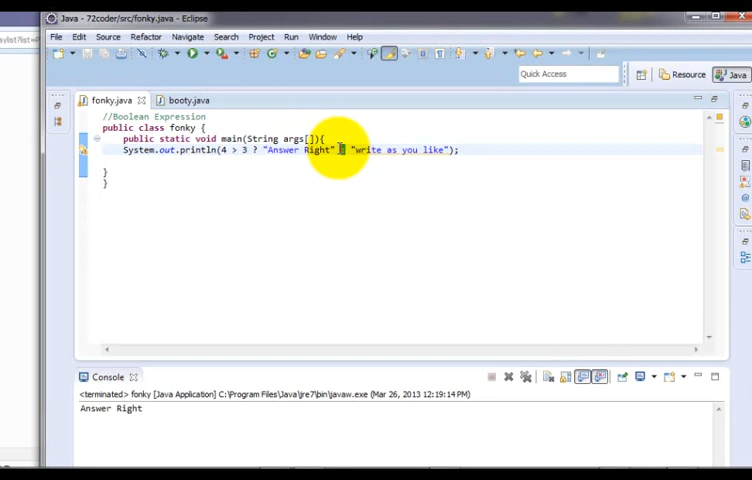 Java - 72coder/src/fonky.java - Eclipse
File Edit Source Refactor Navigate Search Project Run Window Help
Quick Access
Resource
Java
fonky.java
booty.java
//Boolean Expression
public class fonky {
public static void main(String args[]){
System.out.println(4 > 3 ? "Answer Right" : "write as you like");
}
}
Console
<terminated> fonky [Java Application] C:\Program Files\Java\jre7\bin\javaw.exe (Mar 26, 2013 12:19:14 PM)
Answer Right